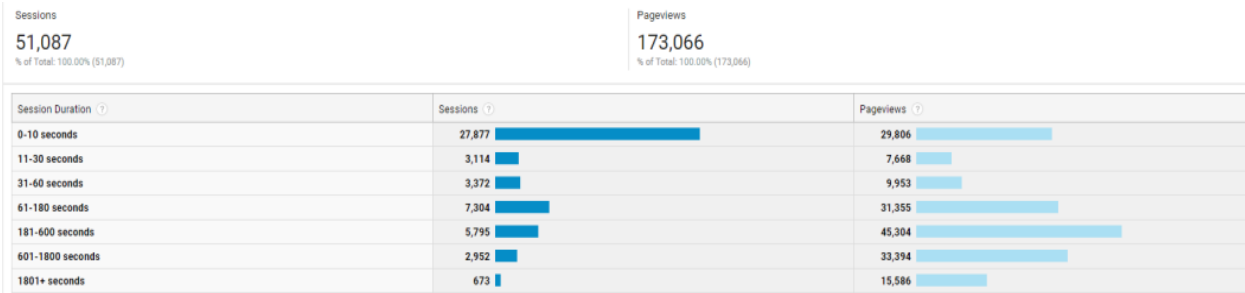 Sessions Pageviews
51,087 173,066
% of Total: 100.00% (51,087) % of Total: 100.00% (173,066)
Session Duration ? Sessions ? Pageviews ?
0-10 seconds 27,877 29,806
11-30 seconds 3,114 7,668
31-60 seconds 3,372 9,953
61-180 seconds 7,304 31,355
181-600 seconds 5,795 45,304
601-1800 seconds 2,952 33,394
1801+ seconds 673 15,586